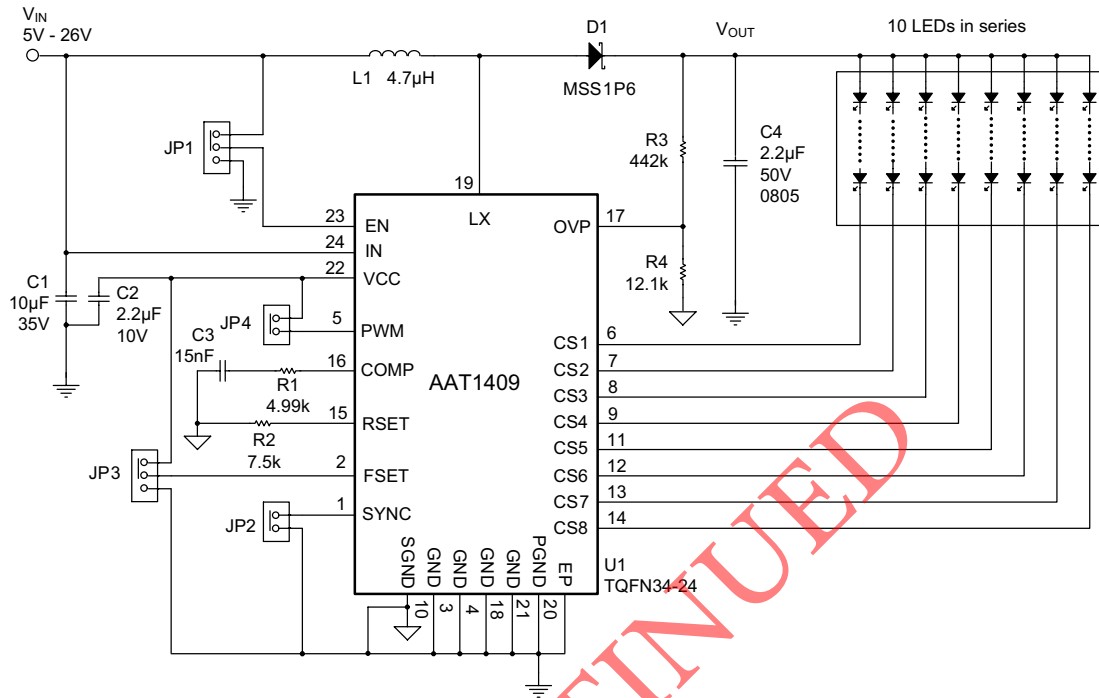 VIN
5V - 26V
L1 4.7µH
D1
MSS1P6
VOUT
10 LEDs in series
JP1
R3
442k
C4
2.2µF
50V
0805
19
LX
23
EN
24
IN
22
VCC
5
PWM
16
COMP
15
RSET
2
FSET
1
SYNC
C1
10µF
35V
C2
2.2µF
10V
JP4
C3
15nF
R1
4.99k
R2
7.5k
JP3
JP2
AAT1409
OVP
17
R4
12.1k
CS1
6
CS2
7
CS3
8
CS4
9
CS5
11
CS6
12
CS7
13
CS8
14
SGND
GND
GND
GND
GND
PGND
EP
10
3
4
18
21
20
U1
TQFN34-24
TINUED